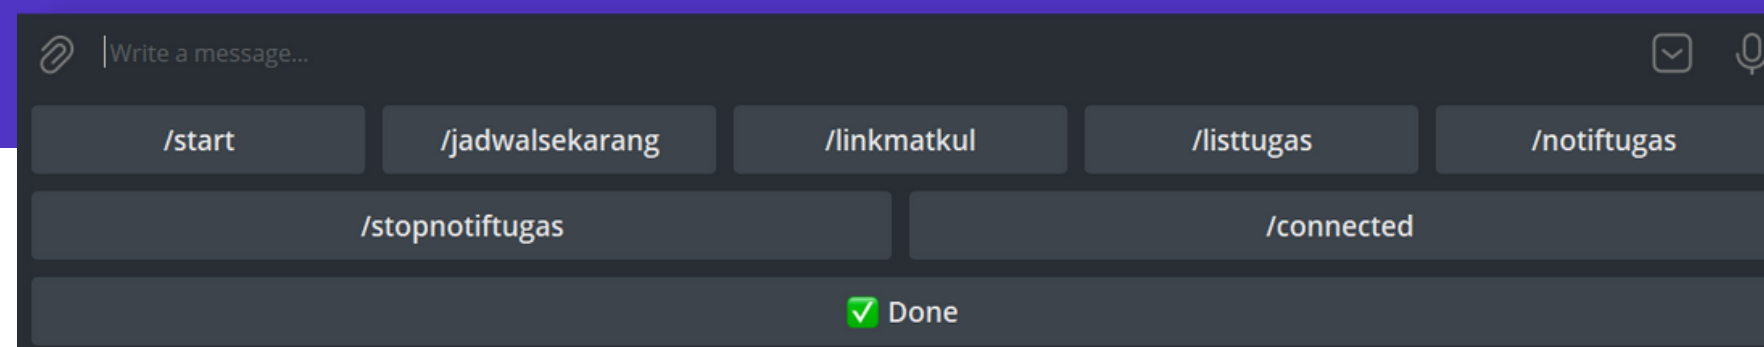 Write a message...
/start /jadwalsekarang /linkmatkul /listtugas /notiftugas
/stopnotiftugas /connected
✅ Done